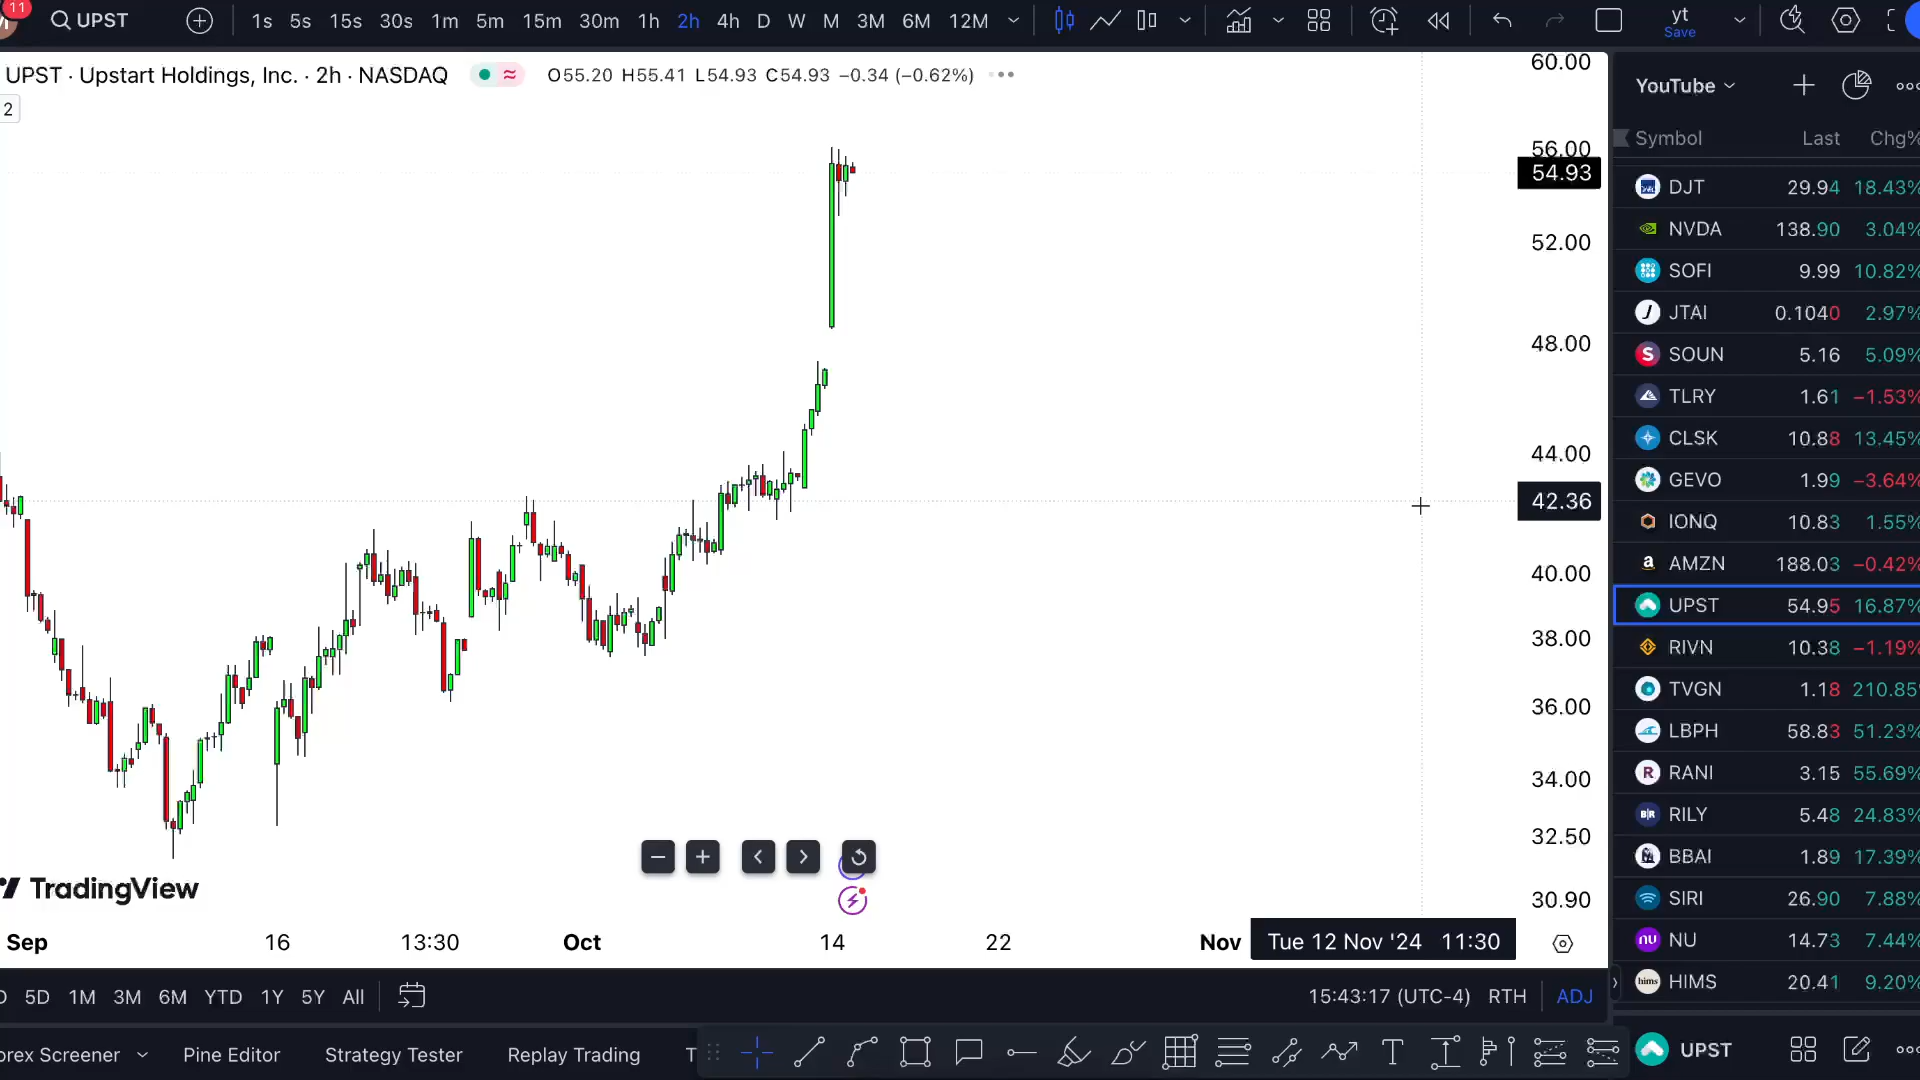 11
UPST
1s 5s 15s 30s 1m 5m 15m 30m 1h 2h 4h D W M 3M 6M 12M
yt
Save
UPST · Upstart Holdings, Inc. · 2h · NASDAQ
O55.20 H55.41 L54.93 C54.93 −0.34 (−0.62%)
2
60.00
56.00
54.93
52.00
48.00
44.00
42.36
40.00
38.00
36.00
34.00
32.50
30.90
TradingView
Sep 16 13:30 Oct 14 22 Nov
Tue 12 Nov '24 11:30
5D 1M 3M 6M YTD 1Y 5Y All
15:43:17 (UTC-4) RTH ADJ
orex Screener Pine Editor Strategy Tester Replay Trading T
YouTube
Symbol Last Chg%
DJT 29.94 18.43%
NVDA 138.90 3.04%
SOFI 9.99 10.82%
JTAI 0.1040 2.97%
SOUN 5.16 5.09%
TLRY 1.61 −1.53%
CLSK 10.88 13.45%
GEVO 1.99 −3.64%
IONQ 10.83 1.55%
AMZN 188.03 −0.42%
UPST 54.95 16.87%
RIVN 10.38 −1.19%
TVGN 1.18 210.85%
LBPH 58.83 51.23%
RANI 3.15 55.69%
RILY 5.48 24.83%
BBAI 1.89 17.39%
SIRI 26.90 7.88%
NU 14.73 7.44%
HIMS 20.41 9.20%
UPST